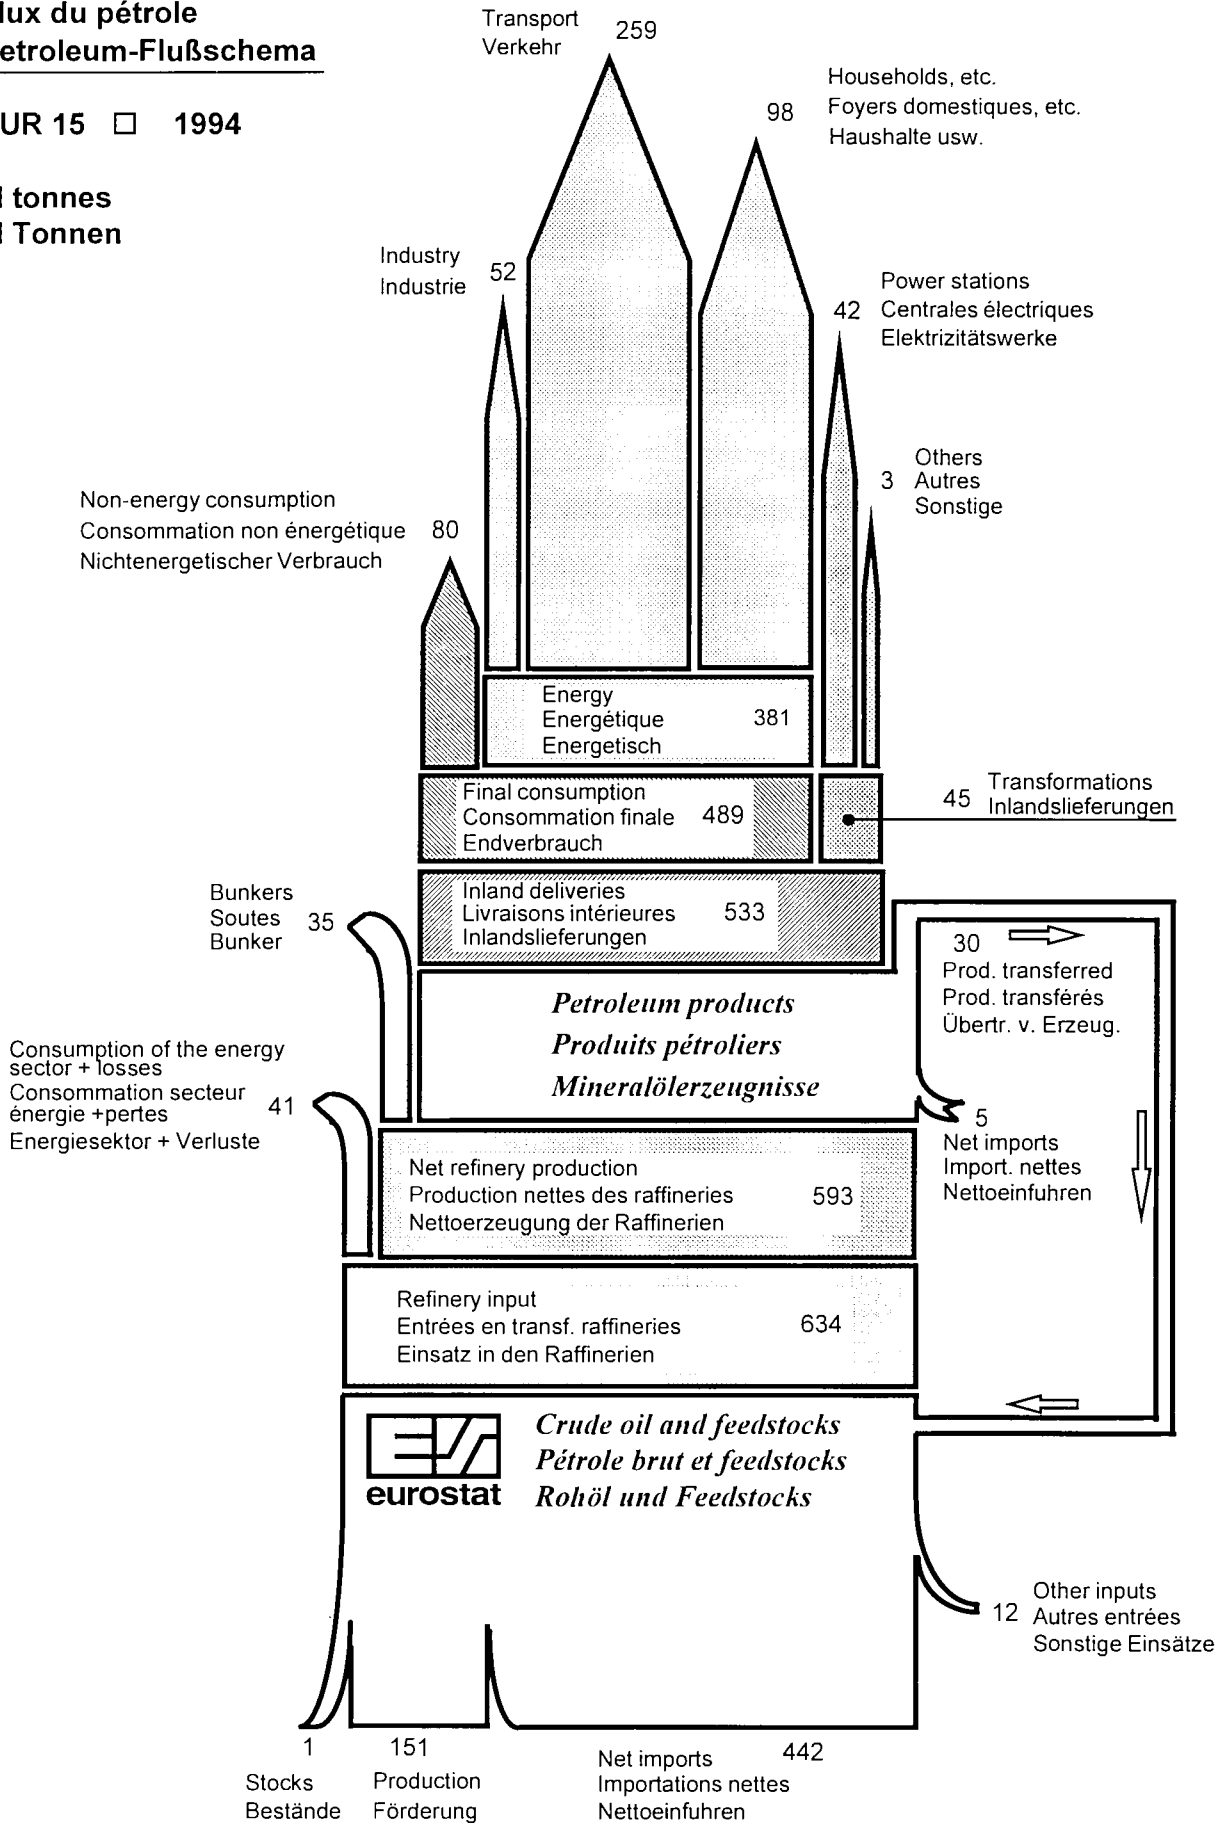 lux du pétrole
etroleum-Flußschema
UR 15 □ 1994
tonnes
Tonnen
Transport
Verkehr
259
Households, etc.
Foyers domestiques, etc.
Haushalte usw.
98
Industry
Industrie
52
Power stations
Centrales électriques
Elektrizitätswerke
42
Others
Autres
Sonstige
3
Non-energy consumption
Consommation non énergétique
Nichtenergetischer Verbrauch
80
Energy
Energétique
Energetisch
381
Final consumption
Consommation finale
Endverbrauch
489
45
Transformations
Inlandslieferungen
Inland deliveries
Livraisons intérieures
Inlandslieferungen
533
Bunkers
Soutes
Bunker
35
30
Prod. transferred
Prod. transférés
Übertr. v. Erzeug.
Petroleum products
Produits pétroliers
Mineralölerzeugnisse
Consumption of the energy
sector + losses
Consommation secteur
énergie +pertes
Energiesektor + Verluste
41
5
Net imports
Import. nettes
Nettoeinfuhren
Net refinery production
Production nettes des raffineries
Nettoerzeugung der Raffinerien
593
Refinery input
Entrées en transf. raffineries
Einsatz in den Raffinerien
634
eurostat
Crude oil and feedstocks
Pétrole brut et feedstocks
Rohöl und Feedstocks
12
Other inputs
Autres entrées
Sonstige Einsätze
1
Stocks
Bestände
151
Production
Förderung
442
Net imports
Importations nettes
Nettoeinfuhren